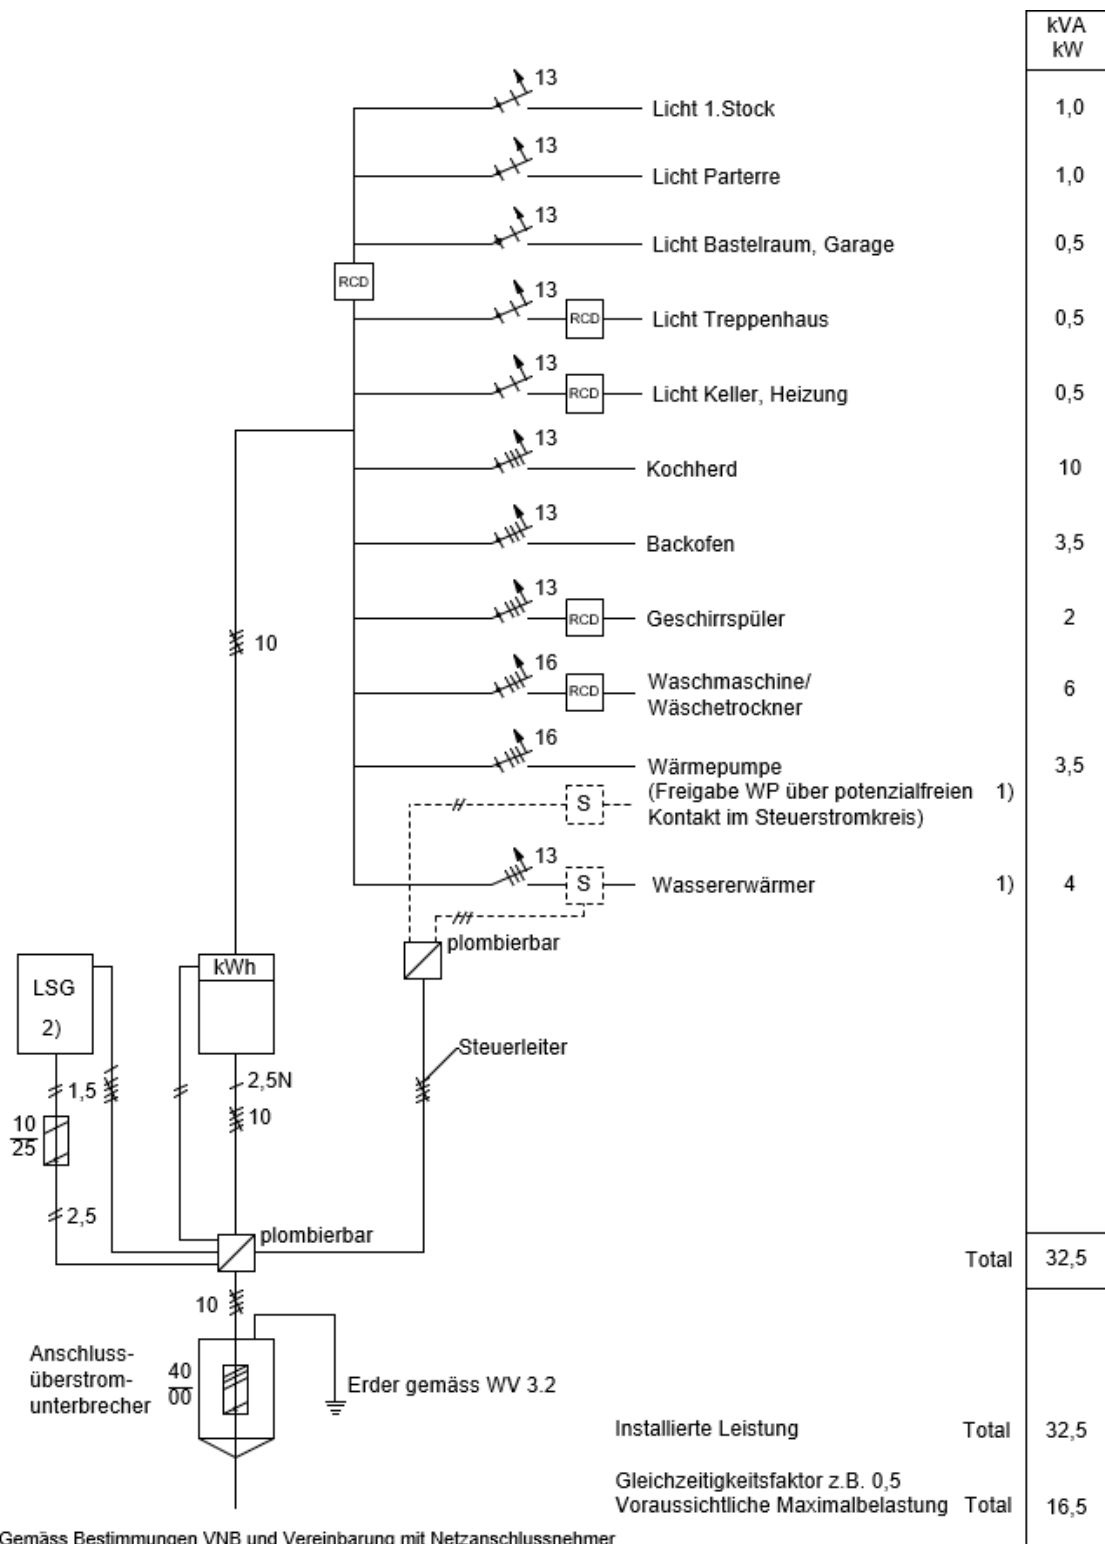 kVA
kW
13
Licht 1.Stock
1,0
13
Licht Parterre
1,0
13
Licht Bastelraum, Garage
0,5
RCD
13
RCD
Licht Treppenhaus
0,5
13
RCD
Licht Keller, Heizung
0,5
13
Kochherd
10
13
Backofen
3,5
13
RCD
Geschirrspüler
2
10
16
RCD
Waschmaschine/
Wäschetrockner
6
16
Wärmepumpe
3,5
(Freigabe WP über potenzialfreien 1)
Kontakt im Steuerstromkreis)
S
13
S
Wassererwärmer 1)
4
plombierbar
kWh
LSG
2)
Steuerleiter
1,5
2,5N
10
10
25
2,5
plombierbar
Total 32,5
10
Anschluss-
überstrom-
unterbrecher
40
00
Erder gemäss WV 3.2
Installierte Leistung Total 32,5
Gleichzeitigkeitsfaktor z.B. 0,5
Voraussichtliche Maximalbelastung Total 16,5
Gemäss Bestimmungen VNB und Vereinbarung mit Netzanschlussnehmer